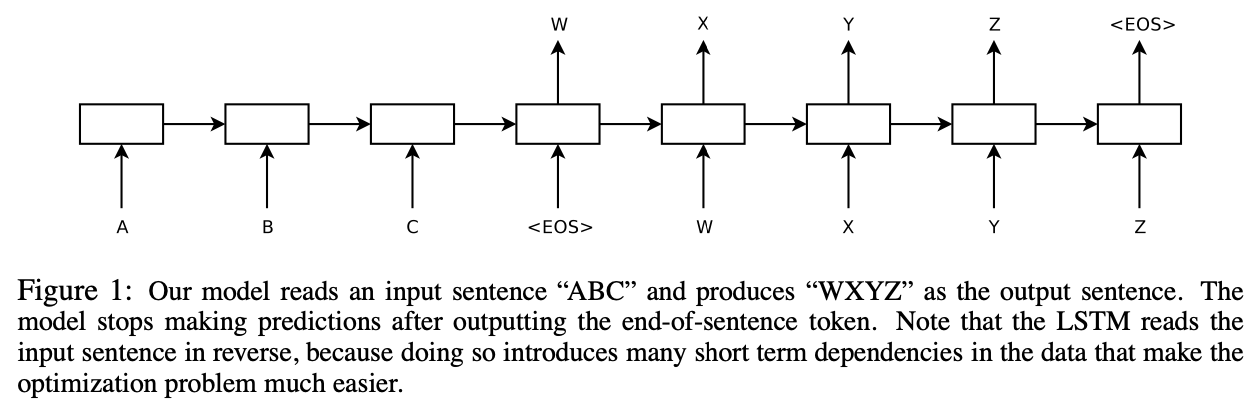 W X Y Z <EOS>
A B C <EOS> W X Y Z
Figure 1: Our model reads an input sentence “ABC” and produces “WXYZ” as the output sentence. The
model stops making predictions after outputting the end-of-sentence token. Note that the LSTM reads the
input sentence in reverse, because doing so introduces many short term dependencies in the data that make the
optimization problem much easier.